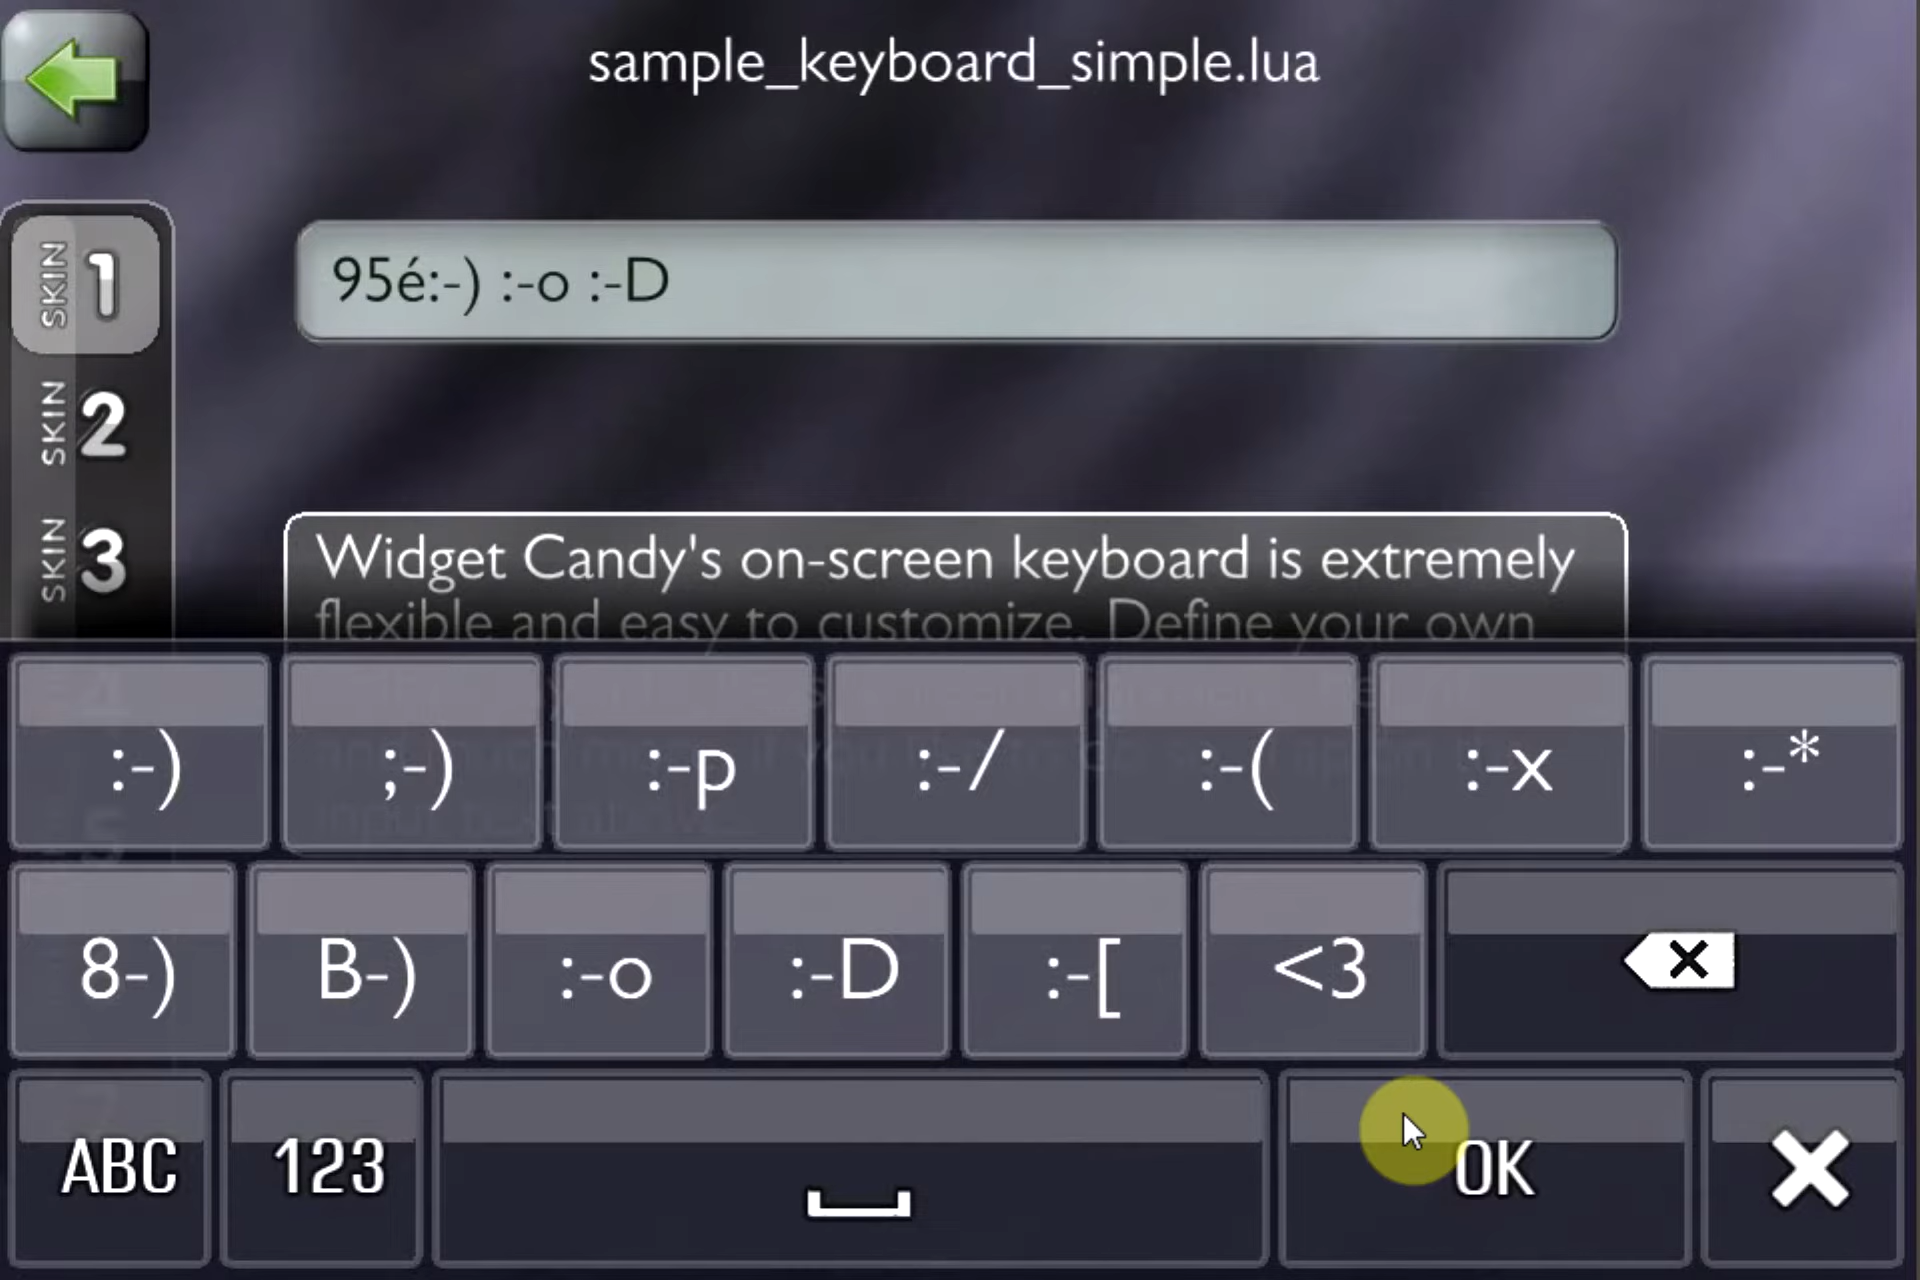 sample_keyboard_simple.lua
SKIN 1
95é:-) :-o :-D
SKIN 2
SKIN 3
Widget Candy's on-screen keyboard is extremely
flexible and easy to customize. Define your own
:-) ;-) :-p :-/ :-( :-x :-*
8-) B-) :-o :-D :-[ <3
ABC 123 OK